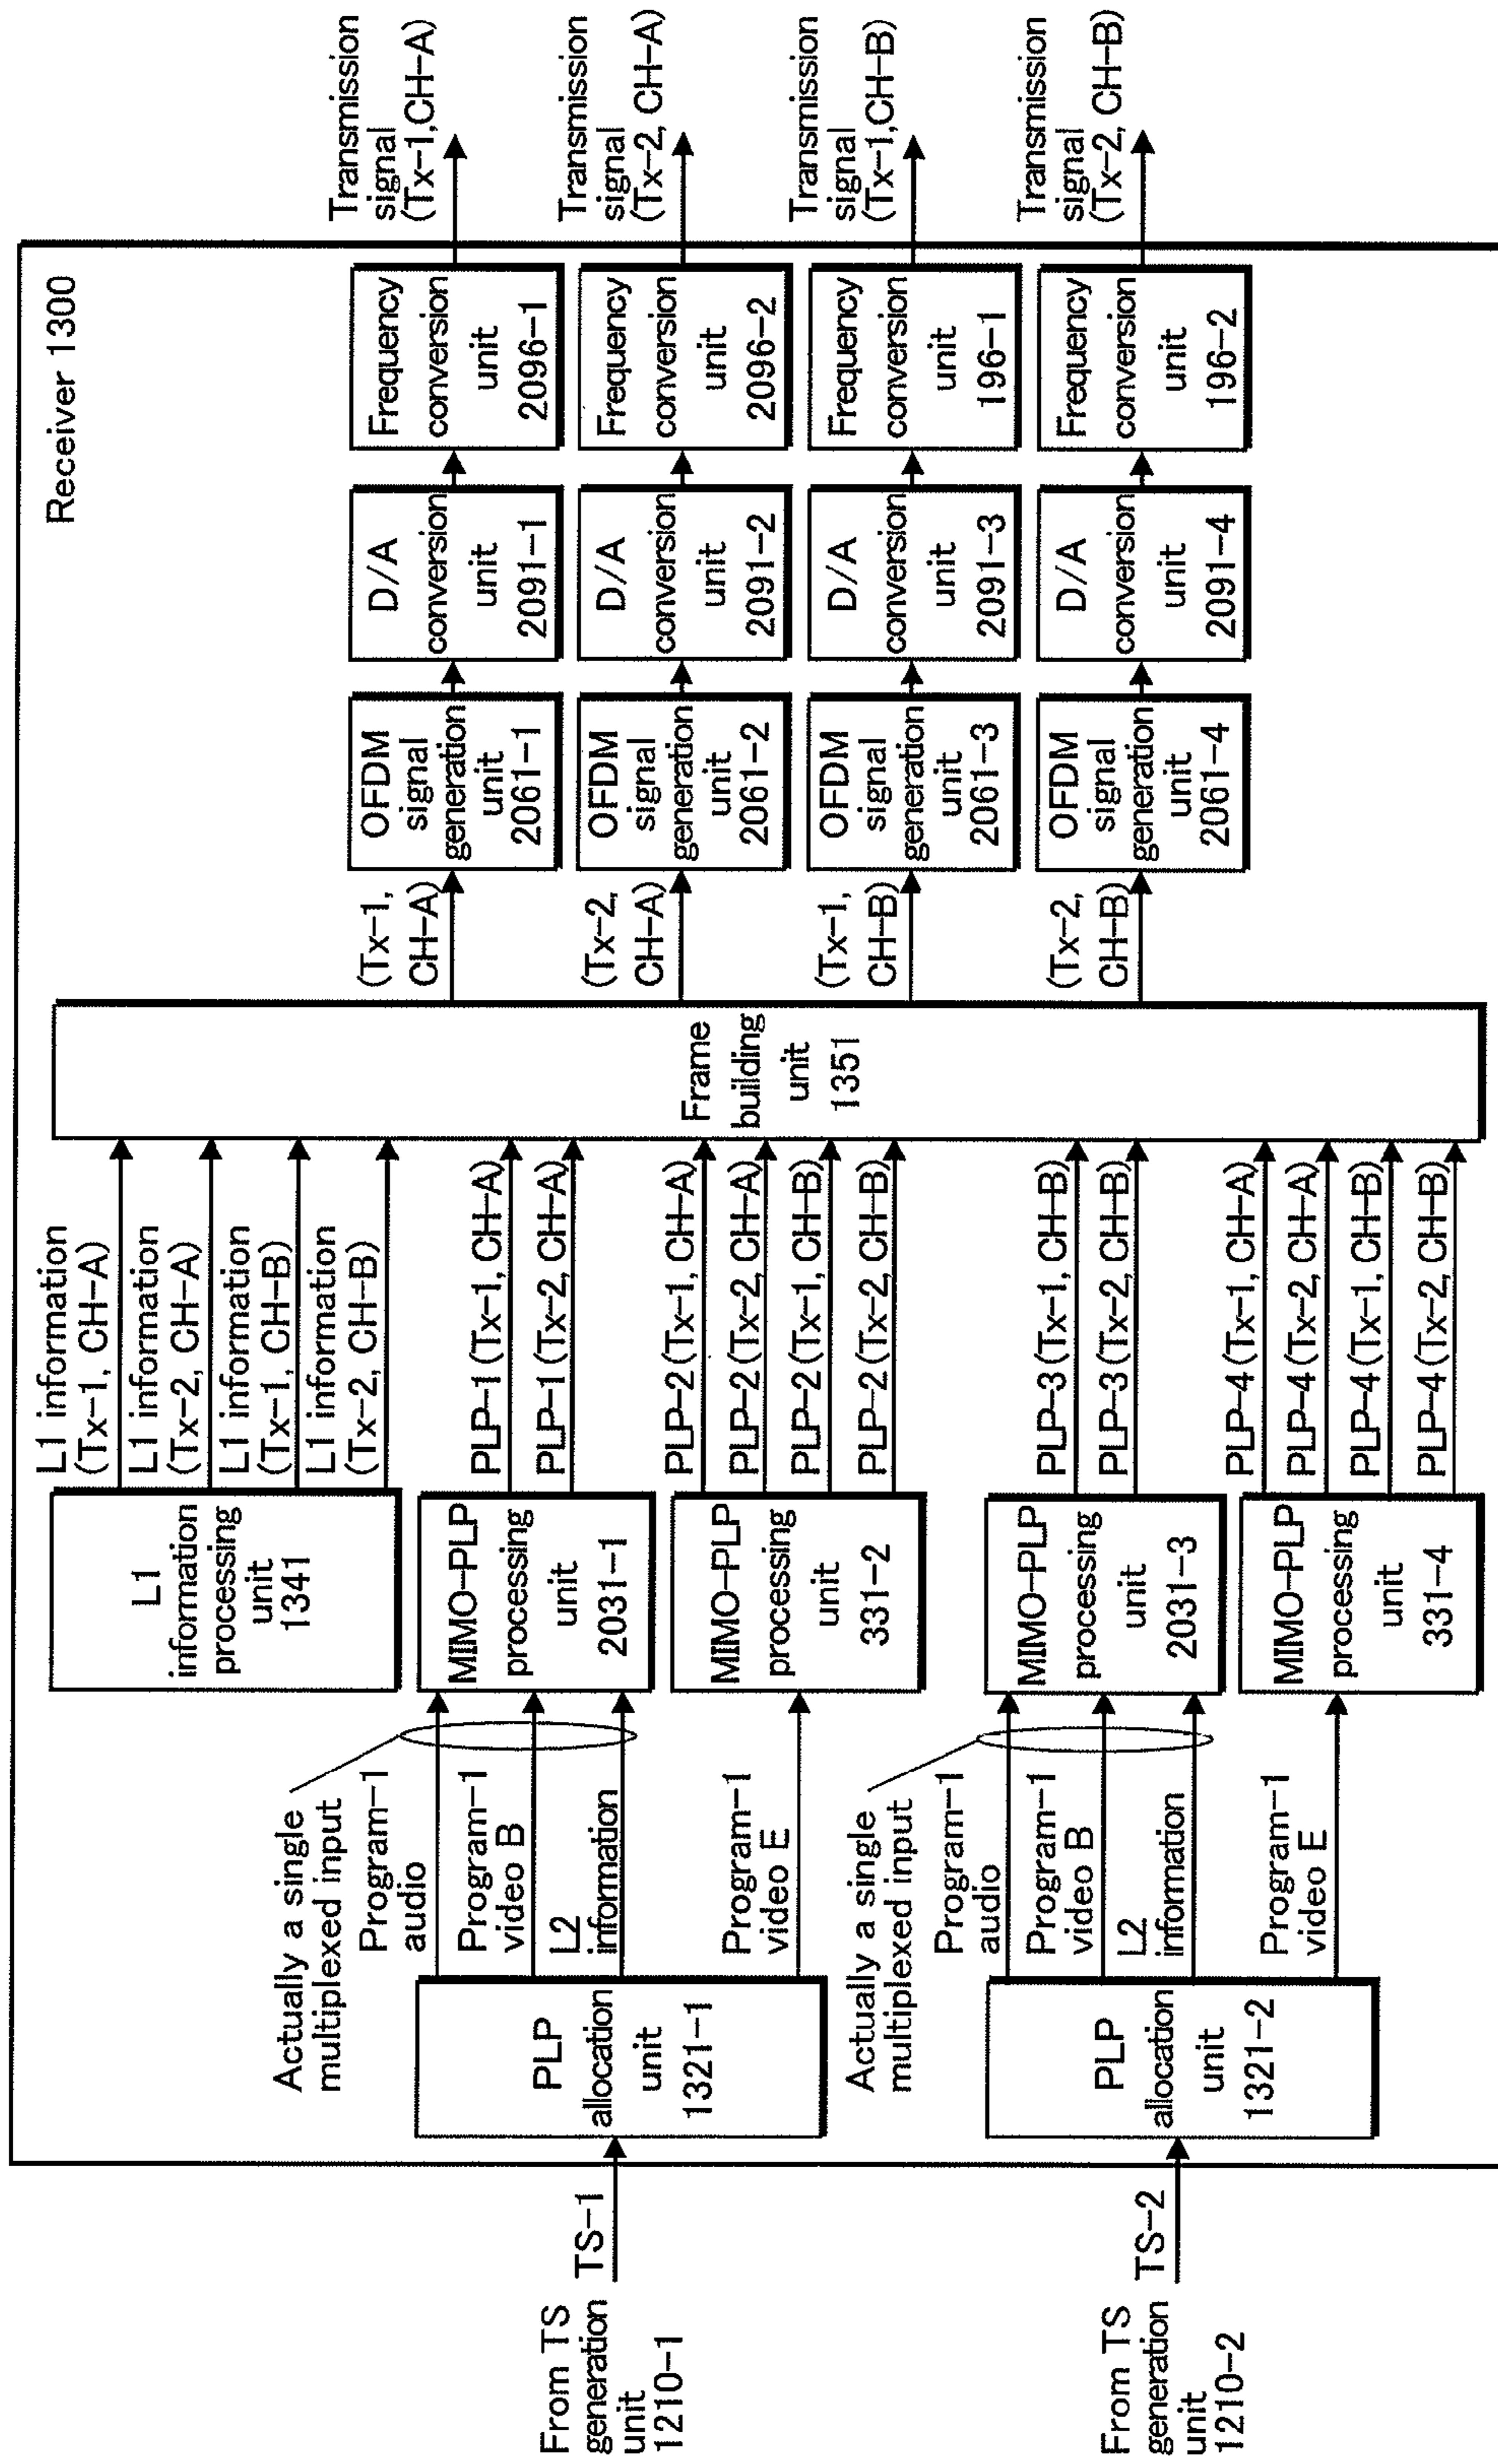 Receiver 1300
From TS
generation
unit
1210-1
TS-1
PLP
allocation
unit
1321-1
Actually a single
multiplexed input
Program-1
audio
Program-1
video B
L2
information
Program-1
video E
L1
information
processing
unit
1341
MIMO-PLP
processing
unit
2031-1
MIMO-PLP
processing
unit
331-2
L1 information
(Tx-1, CH-A)
L1 information
(Tx-2, CH-A)
L1 information
(Tx-1, CH-B)
L1 information
(Tx-2, CH-B)
PLP-1(Tx-1, CH-A)
PLP-1(Tx-2, CH-A)
PLP-2(Tx-1, CH-A)
PLP-2(Tx-2, CH-A)
PLP-2(Tx-1, CH-B)
PLP-2(Tx-2, CH-B)
From TS
generation
unit
1210-2
TS-2
PLP
allocation
unit
1321-2
Actually a single
multiplexed input
Program-1
audio
Program-1
video B
L2
information
Program-1
video E
MIMO-PLP
processing
unit
2031-3
MIMO-PLP
processing
unit
331-4
PLP-3(Tx-1, CH-B)
PLP-3(Tx-2, CH-B)
PLP-4(Tx-1, CH-A)
PLP-4(Tx-2, CH-A)
PLP-4(Tx-1, CH-B)
PLP-4(Tx-2, CH-B)
Frame
building
unit
1351
(Tx-1,
CH-A)
OFDM
signal
generation
unit
2061-1
D/A
conversion
unit
2091-1
Frequency
conversion
unit
2096-1
Transmission
signal
(Tx-1,CH-A)
(Tx-2,
CH-A)
OFDM
signal
generation
unit
2061-2
D/A
conversion
unit
2091-2
Frequency
conversion
unit
2096-2
Transmission
signal
(Tx-2, CH-A)
(Tx-1,
CH-B)
OFDM
signal
generation
unit
2061-3
D/A
conversion
unit
2091-3
Frequency
conversion
unit
196-1
Transmission
signal
(Tx-1,CH-B)
(Tx-2,
CH-B)
OFDM
signal
generation
unit
2061-4
D/A
conversion
unit
2091-4
Frequency
conversion
unit
196-2
Transmission
signal
(Tx-2, CH-B)